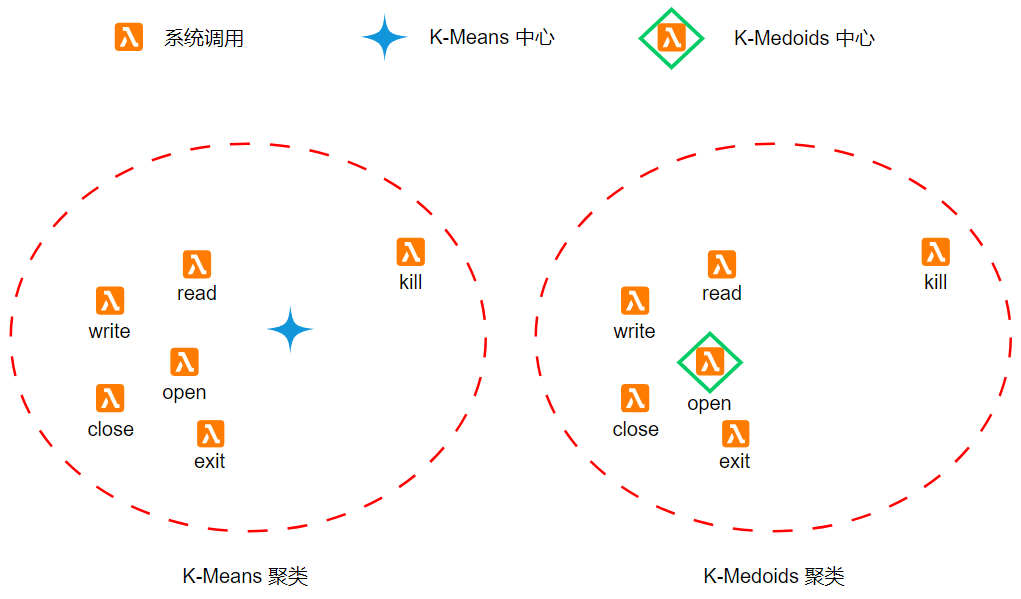 系统调用
K-Means 中心
K-Medoids 中心
read
kill
write
open
close
exit
read
kill
write
open
close
exit
K-Means 聚类
K-Medoids 聚类